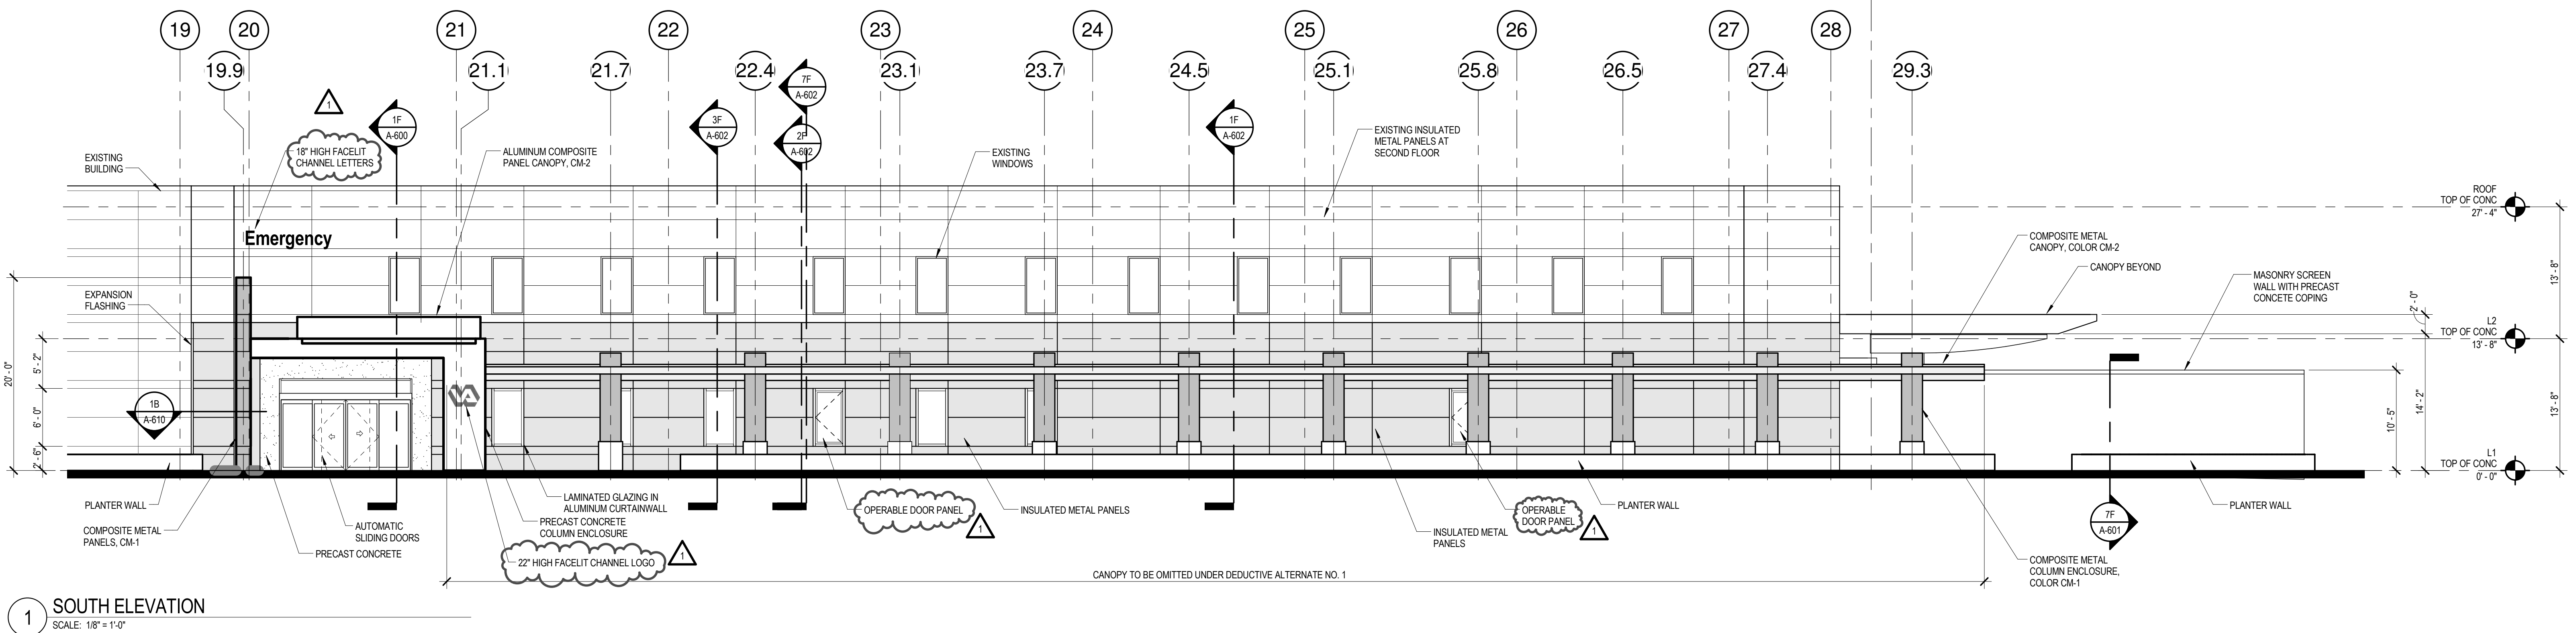 19
20
21
22
23
24
25
26
27
28
19.9
21.1
21.7
22.4
23.1
23.7
24.5
25.1
25.8
26.5
27.4
29.3
7F
A-602
1
1F
A-600
3F
A-602
2F
A-602
1F
A-602
18" HIGH FACELIT
CHANNEL LETTERS
EXISTING
BUILDING
ALUMINUM COMPOSITE
PANEL CANOPY, CM-2
EXISTING
WINDOWS
EXISTING INSULATED
METAL PANELS AT
SECOND FLOOR
ROOF
TOP OF CONC
27' - 4"
Emergency
COMPOSITE METAL
CANOPY, COLOR CM-2
CANOPY BEYOND
MASONRY SCREEN
WALL WITH PRECAST
CONCETE COPING
13' - 8"
2' - 0"
EXPANSION
FLASHING
L2
TOP OF CONC
13' - 8"
20' - 0"
5' - 2"
6' - 0"
2' - 6"
1B
A-610
VA
10' - 5"
14' - 2"
13' - 8"
L1
TOP OF CONC
0' - 0"
PLANTER WALL
COMPOSITE METAL
PANELS, CM-1
AUTOMATIC
SLIDING DOORS
PRECAST CONCRETE
LAMINATED GLAZING IN
ALUMINUM CURTAINWALL
PRECAST CONCRETE
COLUMN ENCLOSURE
22" HIGH FACELIT CHANNEL LOGO
1
OPERABLE DOOR PANEL
1
INSULATED METAL PANELS
INSULATED METAL
PANELS
OPERABLE
DOOR PANEL
1
PLANTER WALL
7F
A-601
PLANTER WALL
COMPOSITE METAL
COLUMN ENCLOSURE,
COLOR CM-1
CANOPY TO BE OMITTED UNDER DEDUCTIVE ALTERNATE NO. 1
1
SOUTH ELEVATION
SCALE: 1/8" = 1'-0"